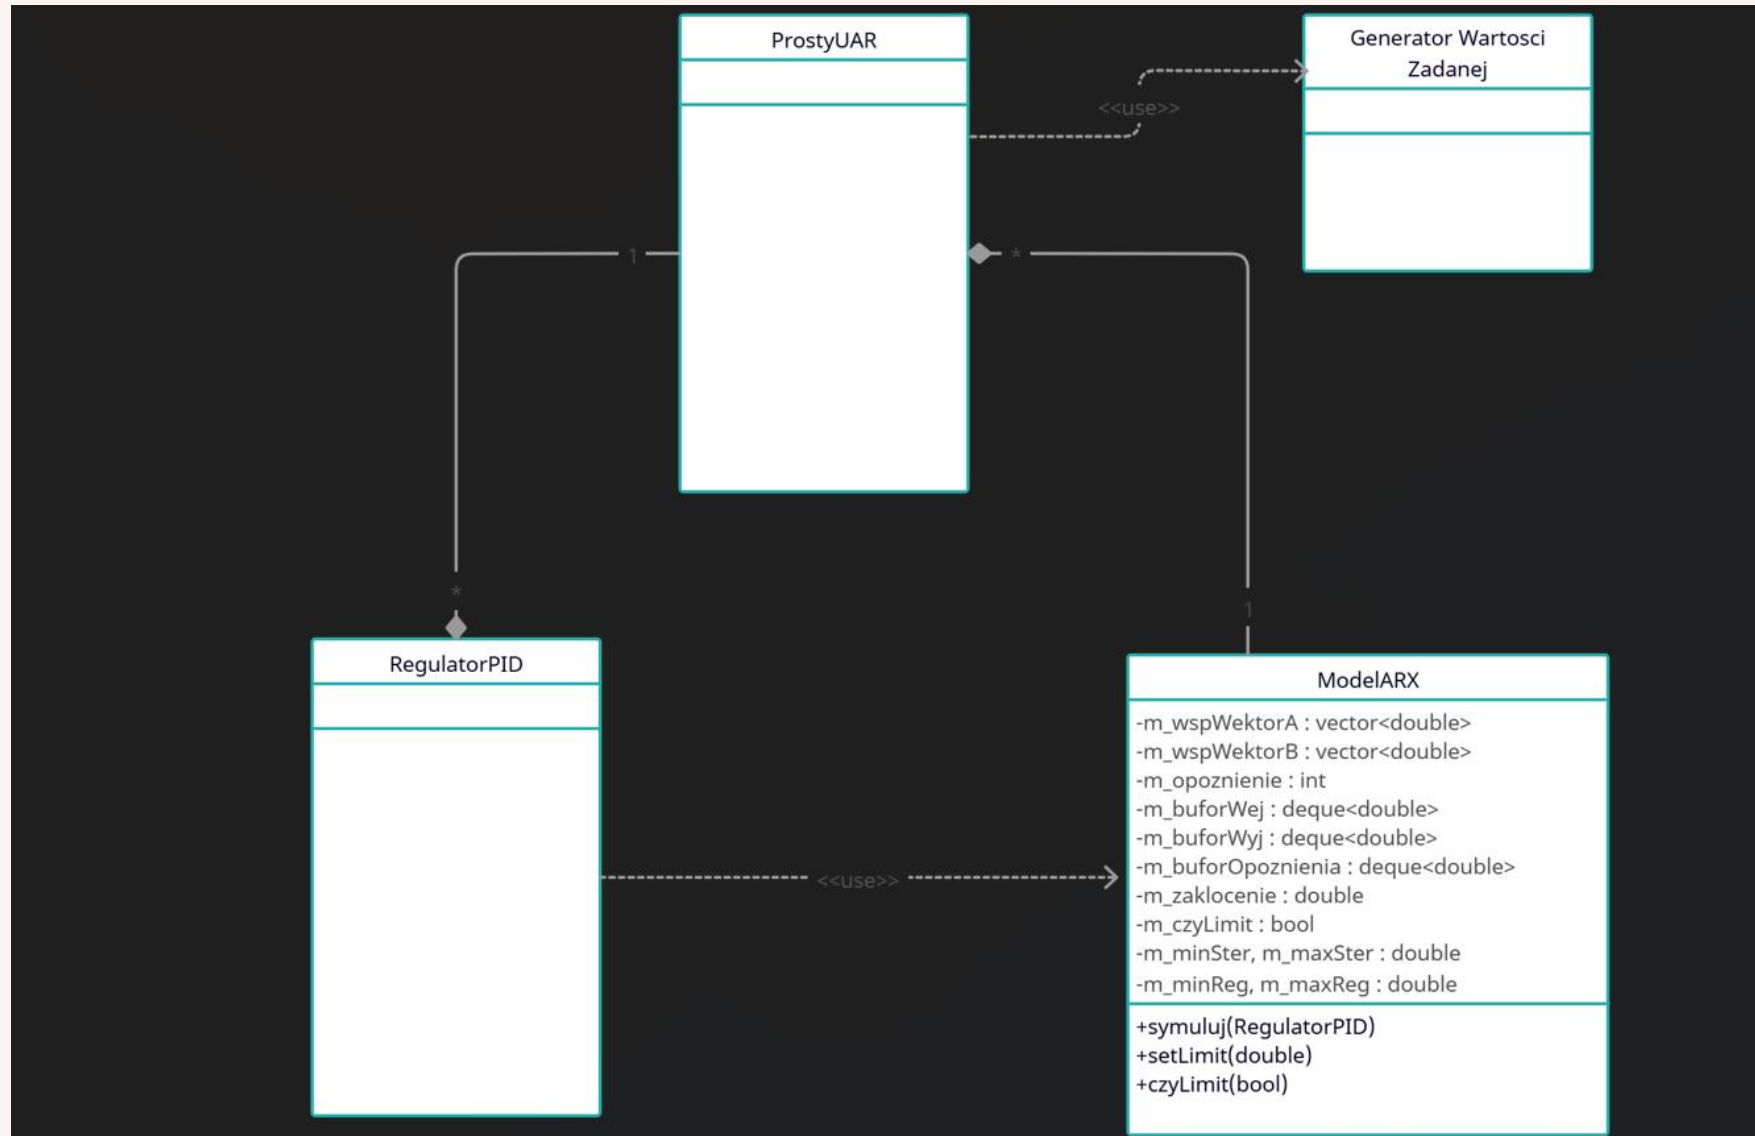 ProstyUAR
Generator Wartosci
Zadanej
<<use>>
1
*
*
1
RegulatorPID
<<use>>
ModelARX
-m_wspWektorA : vector<double>
-m_wspWektorB : vector<double>
-m_opoznienie : int
-m_buforWej : deque<double>
-m_buforWyj : deque<double>
-m_buforOpoznienia : deque<double>
-m_zaklocenie : double
-m_czyLimit : bool
-m_minSter, m_maxSter : double
-m_minReg, m_maxReg : double
+symuluj(RegulatorPID)
+setLimit(double)
+czyLimit(bool)